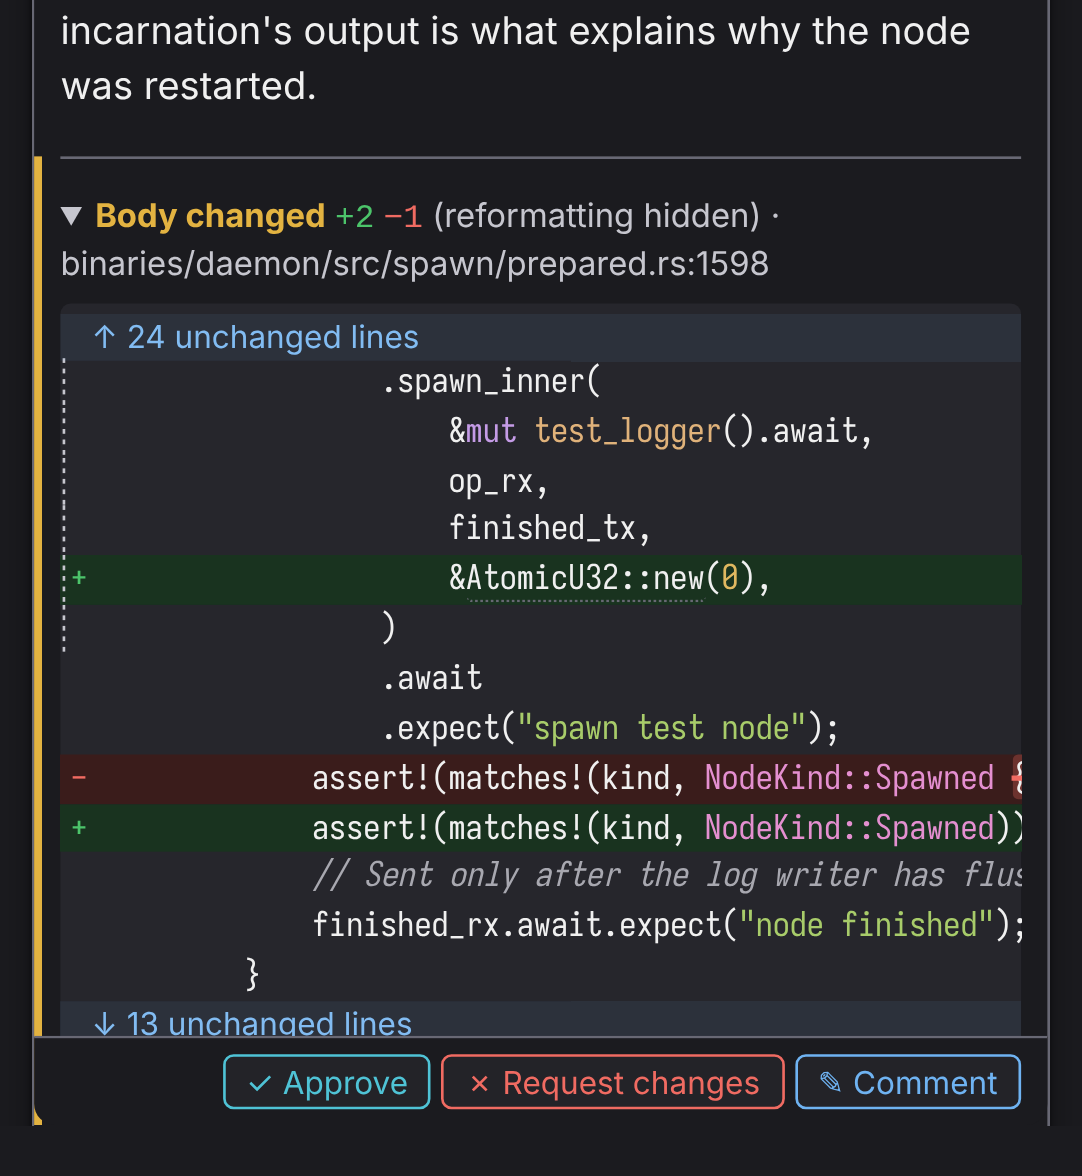 incarnation's output is what explains why the node
was restarted.
▼ Body changed +2 −1 (reformatting hidden) ·
binaries/daemon/src/spawn/prepared.rs:1598
↑ 24 unchanged lines
.spawn_inner(
&mut test_logger().await,
op_rx,
finished_tx,
+ &AtomicU32::new(0),
)
.await
.expect("spawn test node");
− assert!(matches!(kind, NodeKind::Spawned
+ assert!(matches!(kind, NodeKind::Spawned))
// Sent only after the log writer has
finished_rx.await.expect("node finished");
}
↓ 13 unchanged lines
✓ Approve × Request changes ✎ Comment